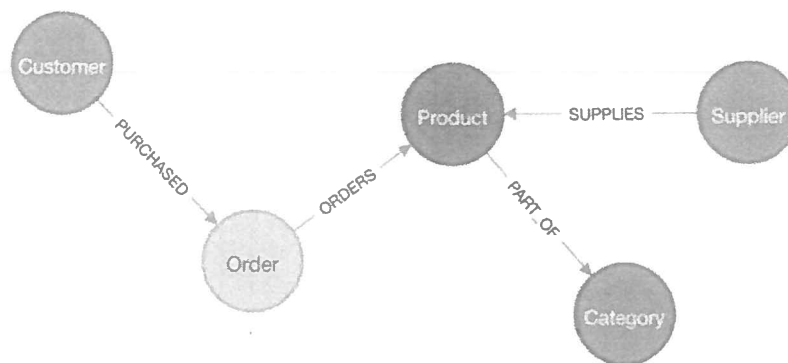 Customer
PURCHASED
Order
ORDERS
Product
SUPPLIES
Supplier
PART_OF
Category